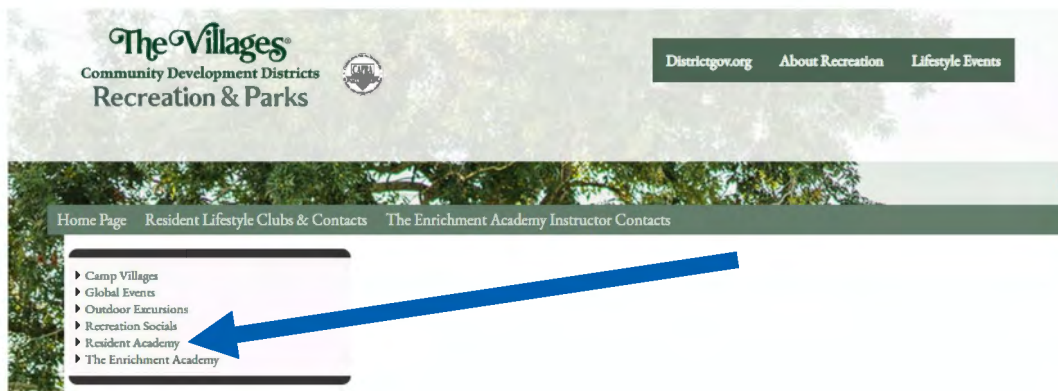 The Villages®
Community Development Districts
Recreation & Parks
Districtgov.org About Recreation Lifestyle Events
Home Page Resident Lifestyle Clubs & Contacts The Enrichment Academy Instructor Contacts
Camp Villages
Global Events
Outdoor Excursions
Recreation Socials
Resident Academy
The Enrichment Academy